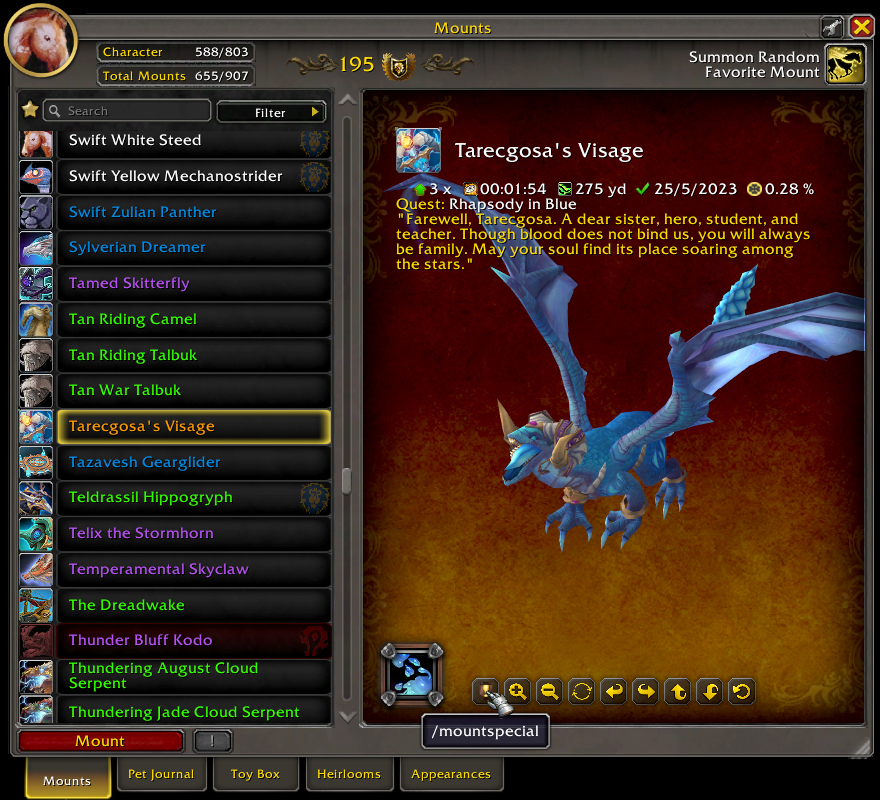 Mounts
Character 588/803
Total Mounts 655/907
195
Summon Random
Favorite Mount
Search
Filter
Swift White Steed
Swift Yellow Mechanostrider
Swift Zulian Panther
Sylverian Dreamer
Tamed Skitterfly
Tan Riding Camel
Tan Riding Talbuk
Tan War Talbuk
Tarecgosa's Visage
Tazavesh Gearglider
Teldrassil Hippogryph
Telix the Stormhorn
Temperamental Skyclaw
The Dreadwake
Thunder Bluff Kodo
Thundering August Cloud
Serpent
Thundering Jade Cloud Serpent
Tarecgosa's Visage
3 x 00:01:54 275 yd 25/5/2023 0.28 %
Quest: Rhapsody in Blue
"Farewell, Tarecgosa. A dear sister, hero, student, and
teacher. Though blood does not bind us, you will always
be family. May your soul find its place soaring among
the stars."
/mountspecial
Mount
!
Mounts
Pet Journal
Toy Box
Heirlooms
Appearances